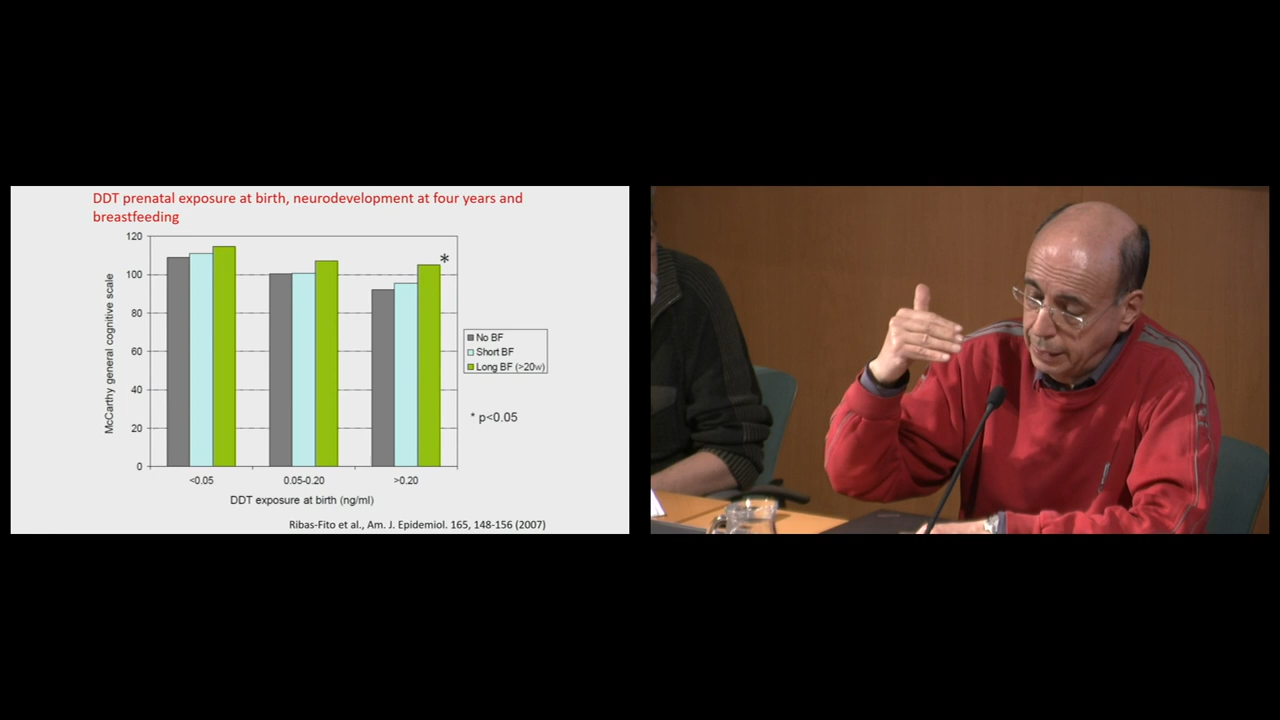 DDT prenatal exposure at birth, neurodevelopment at four years and
breastfeeding
120
100
80
60
40
20
0
McCarthy general cognitive scale
*
<0.05
0.05-0.20
>0.20
DDT exposure at birth (ng/ml)
No BF
Short BF
Long BF (>20w)
* p<0.05
Ribas-Fito et al., Am. J. Epidemiol. 165, 148-156 (2007)